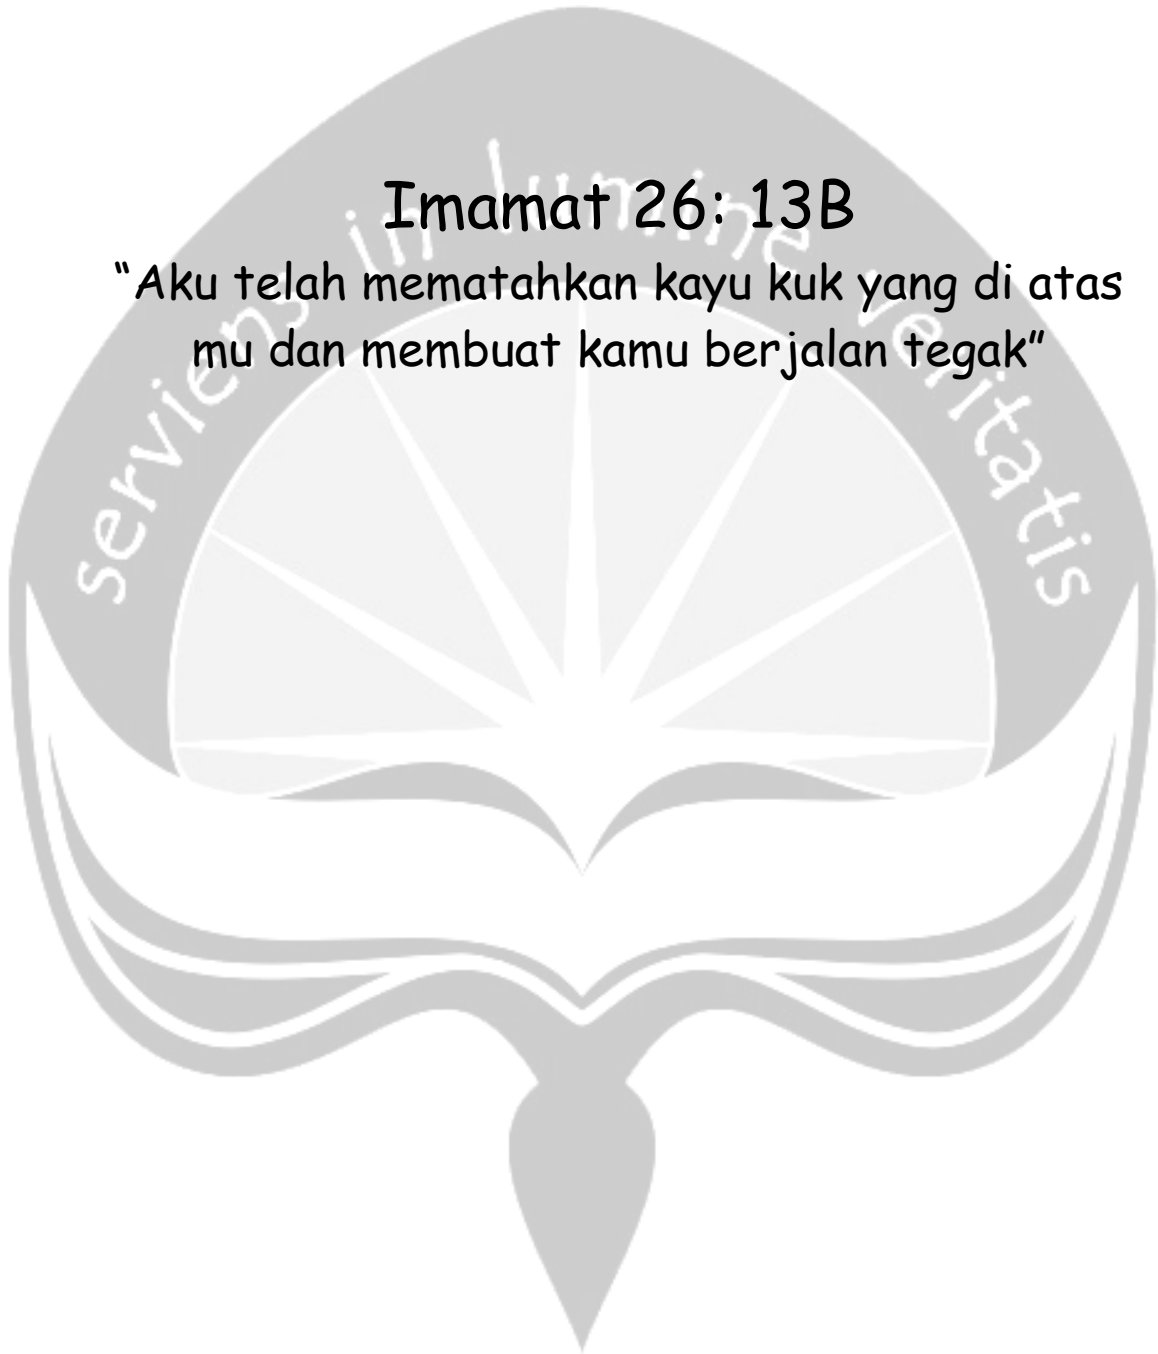 Imamat 26: 13B
“Aku telah mematahkan kayu kuk yang di atas
mu dan membuat kamu berjalan tegak”
serviens in lumine veritatis